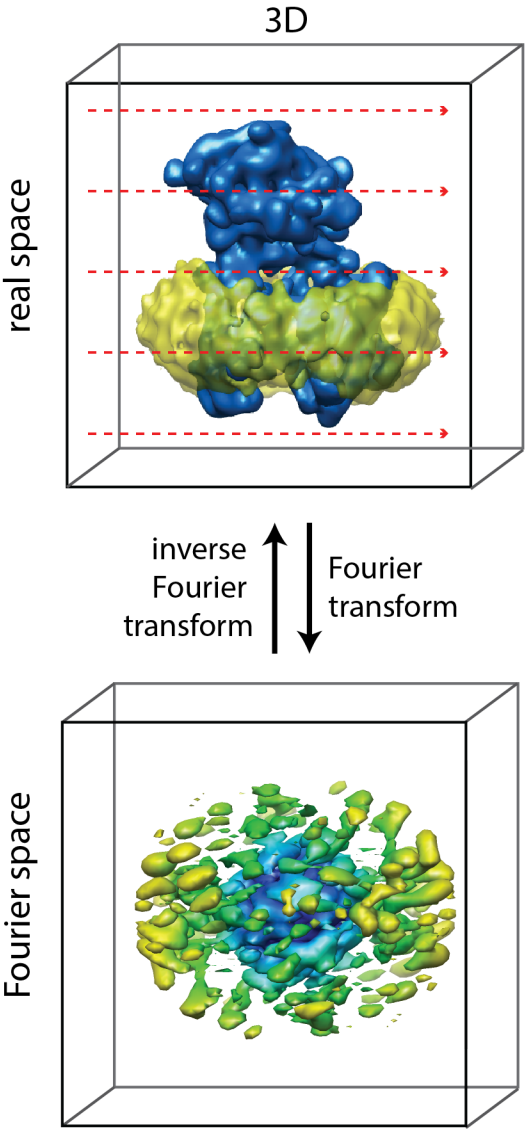 3D
real space
inverse
Fourier
transform
Fourier
transform
Fourier space